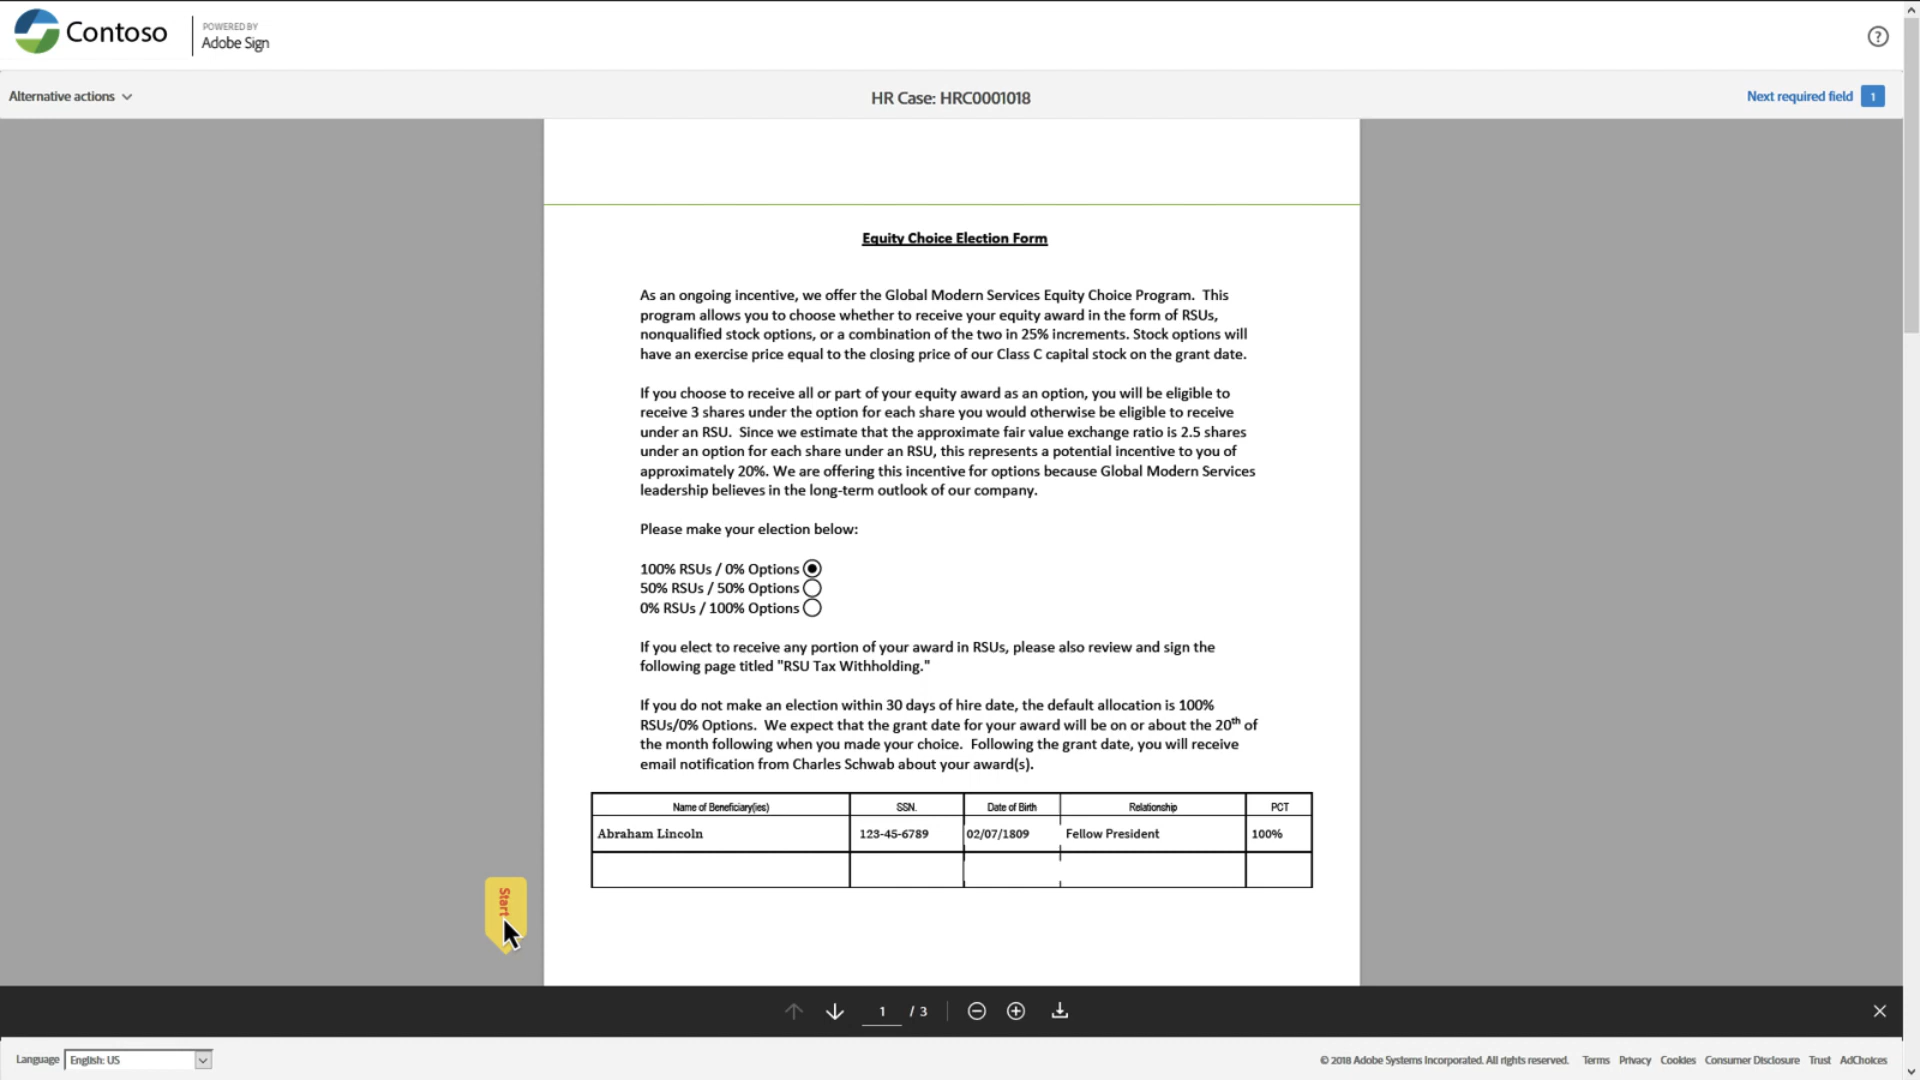 Contoso
POWERED BY
Adobe Sign
?
Alternative actions
HR Case: HRC0001018
Next required field 1
Equity Choice Election Form
As an ongoing incentive, we offer the Global Modern Services Equity Choice Program. This
program allows you to choose whether to receive your equity award in the form of RSUs,
nonqualified stock options, or a combination of the two in 25% increments. Stock options will
have an exercise price equal to the closing price of our Class C capital stock on the grant date.
If you choose to receive all or part of your equity award as an option, you will be eligible to
receive 3 shares under the option for each share you would otherwise be eligible to receive
under an RSU. Since we estimate that the approximate fair value exchange ratio is 2.5 shares
under an option for each share under an RSU, this represents a potential incentive to you of
approximately 20%. We are offering this incentive for options because Global Modern Services
leadership believes in the long-term outlook of our company.
Please make your election below:
100% RSUs / 0% Options
50% RSUs / 50% Options
0% RSUs / 100% Options
If you elect to receive any portion of your award in RSUs, please also review and sign the
following page titled "RSU Tax Withholding."
If you do not make an election within 30 days of hire date, the default allocation is 100%
RSUs/0% Options. We expect that the grant date for your award will be on or about the 20th of
the month following when you made your choice. Following the grant date, you will receive
email notification from Charles Schwab about your award(s).
Name of Beneficiary(ies) SSN. Date of Birth Relationship PCT
Abraham Lincoln 123-45-6789 02/07/1809 Fellow President 100%
Start
1 / 3
Language English: US
© 2018 Adobe Systems Incorporated. All rights reserved. Terms Privacy Cookies Consumer Disclosure Trust AdChoices